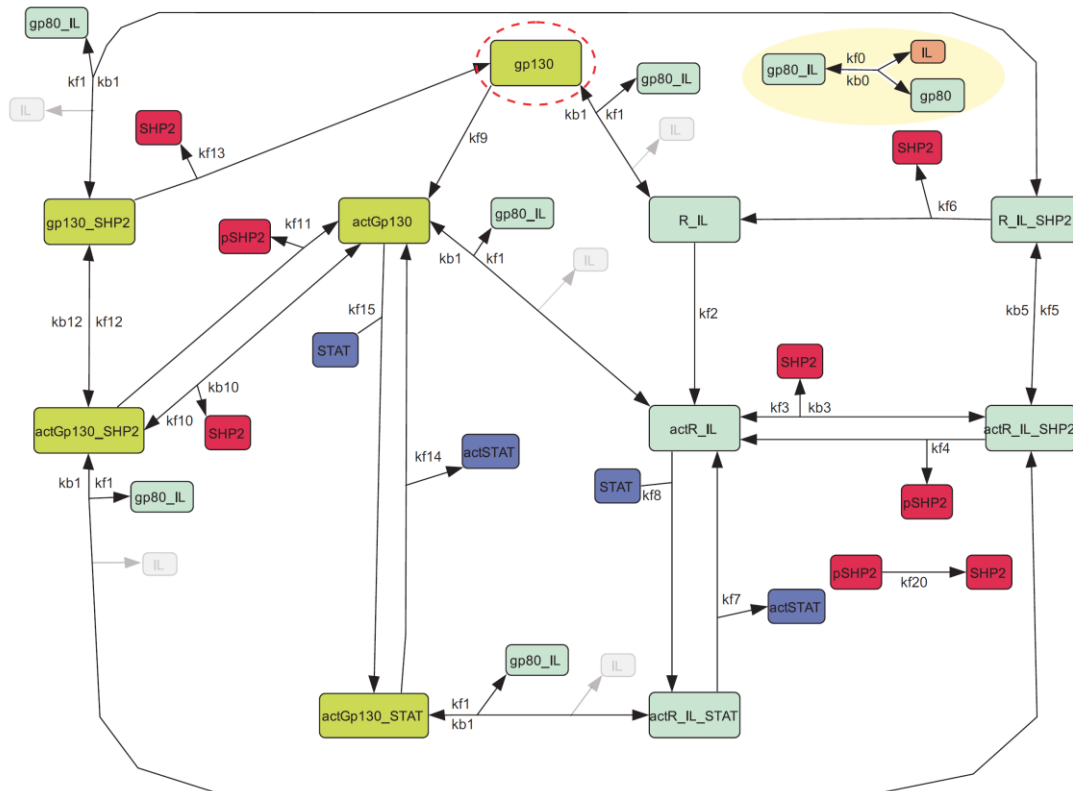 gp80_IL
kf1 kb1
IL
gp130
gp80_IL
kb1 kf1
IL
gp80_IL
kf0
kb0
IL
gp80
SHP2
kf13
kf9
SHP2
kf6
gp130_SHP2
kf11
pSHP2
actGp130
gp80_IL
kb1 kf1
IL
R_IL
R_IL_SHP2
kb12 kf12
kf15
STAT
kf2
kb5 kf5
kb10
kf10
SHP2
actGp130_SHP2
SHP2
kf3 kb3
actR_IL
actR_IL_SHP2
kf4
pSHP2
kb1 kf1
gp80_IL
IL
kf14
actSTAT
STAT
kf8
pSHP2
kf20
SHP2
kf7
actSTAT
gp80_IL
IL
kf1
kb1
actGp130_STAT
actR_IL_STAT